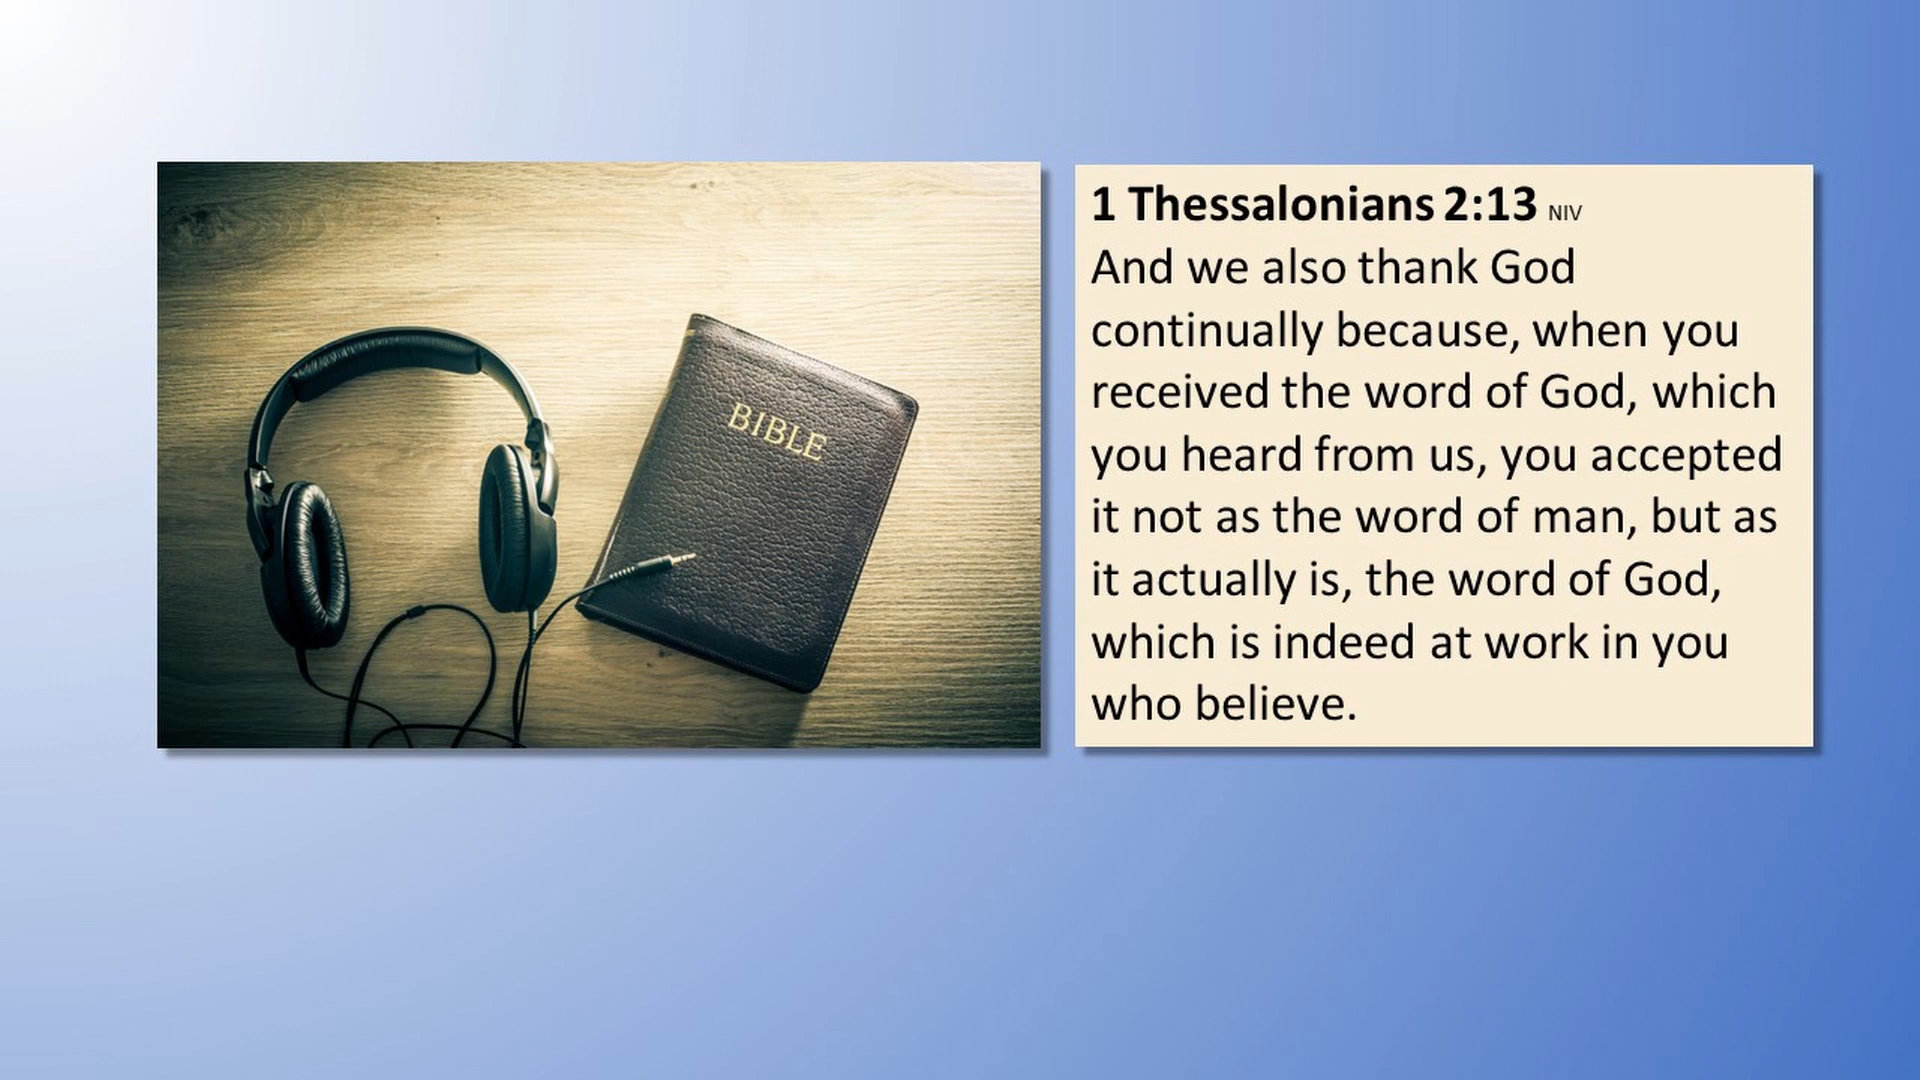 BIBLE
1 Thessalonians 2:13 NIV
And we also thank God
continually because, when you
received the word of God, which
you heard from us, you accepted
it not as the word of man, but as
it actually is, the word of God,
which is indeed at work in you
who believe.